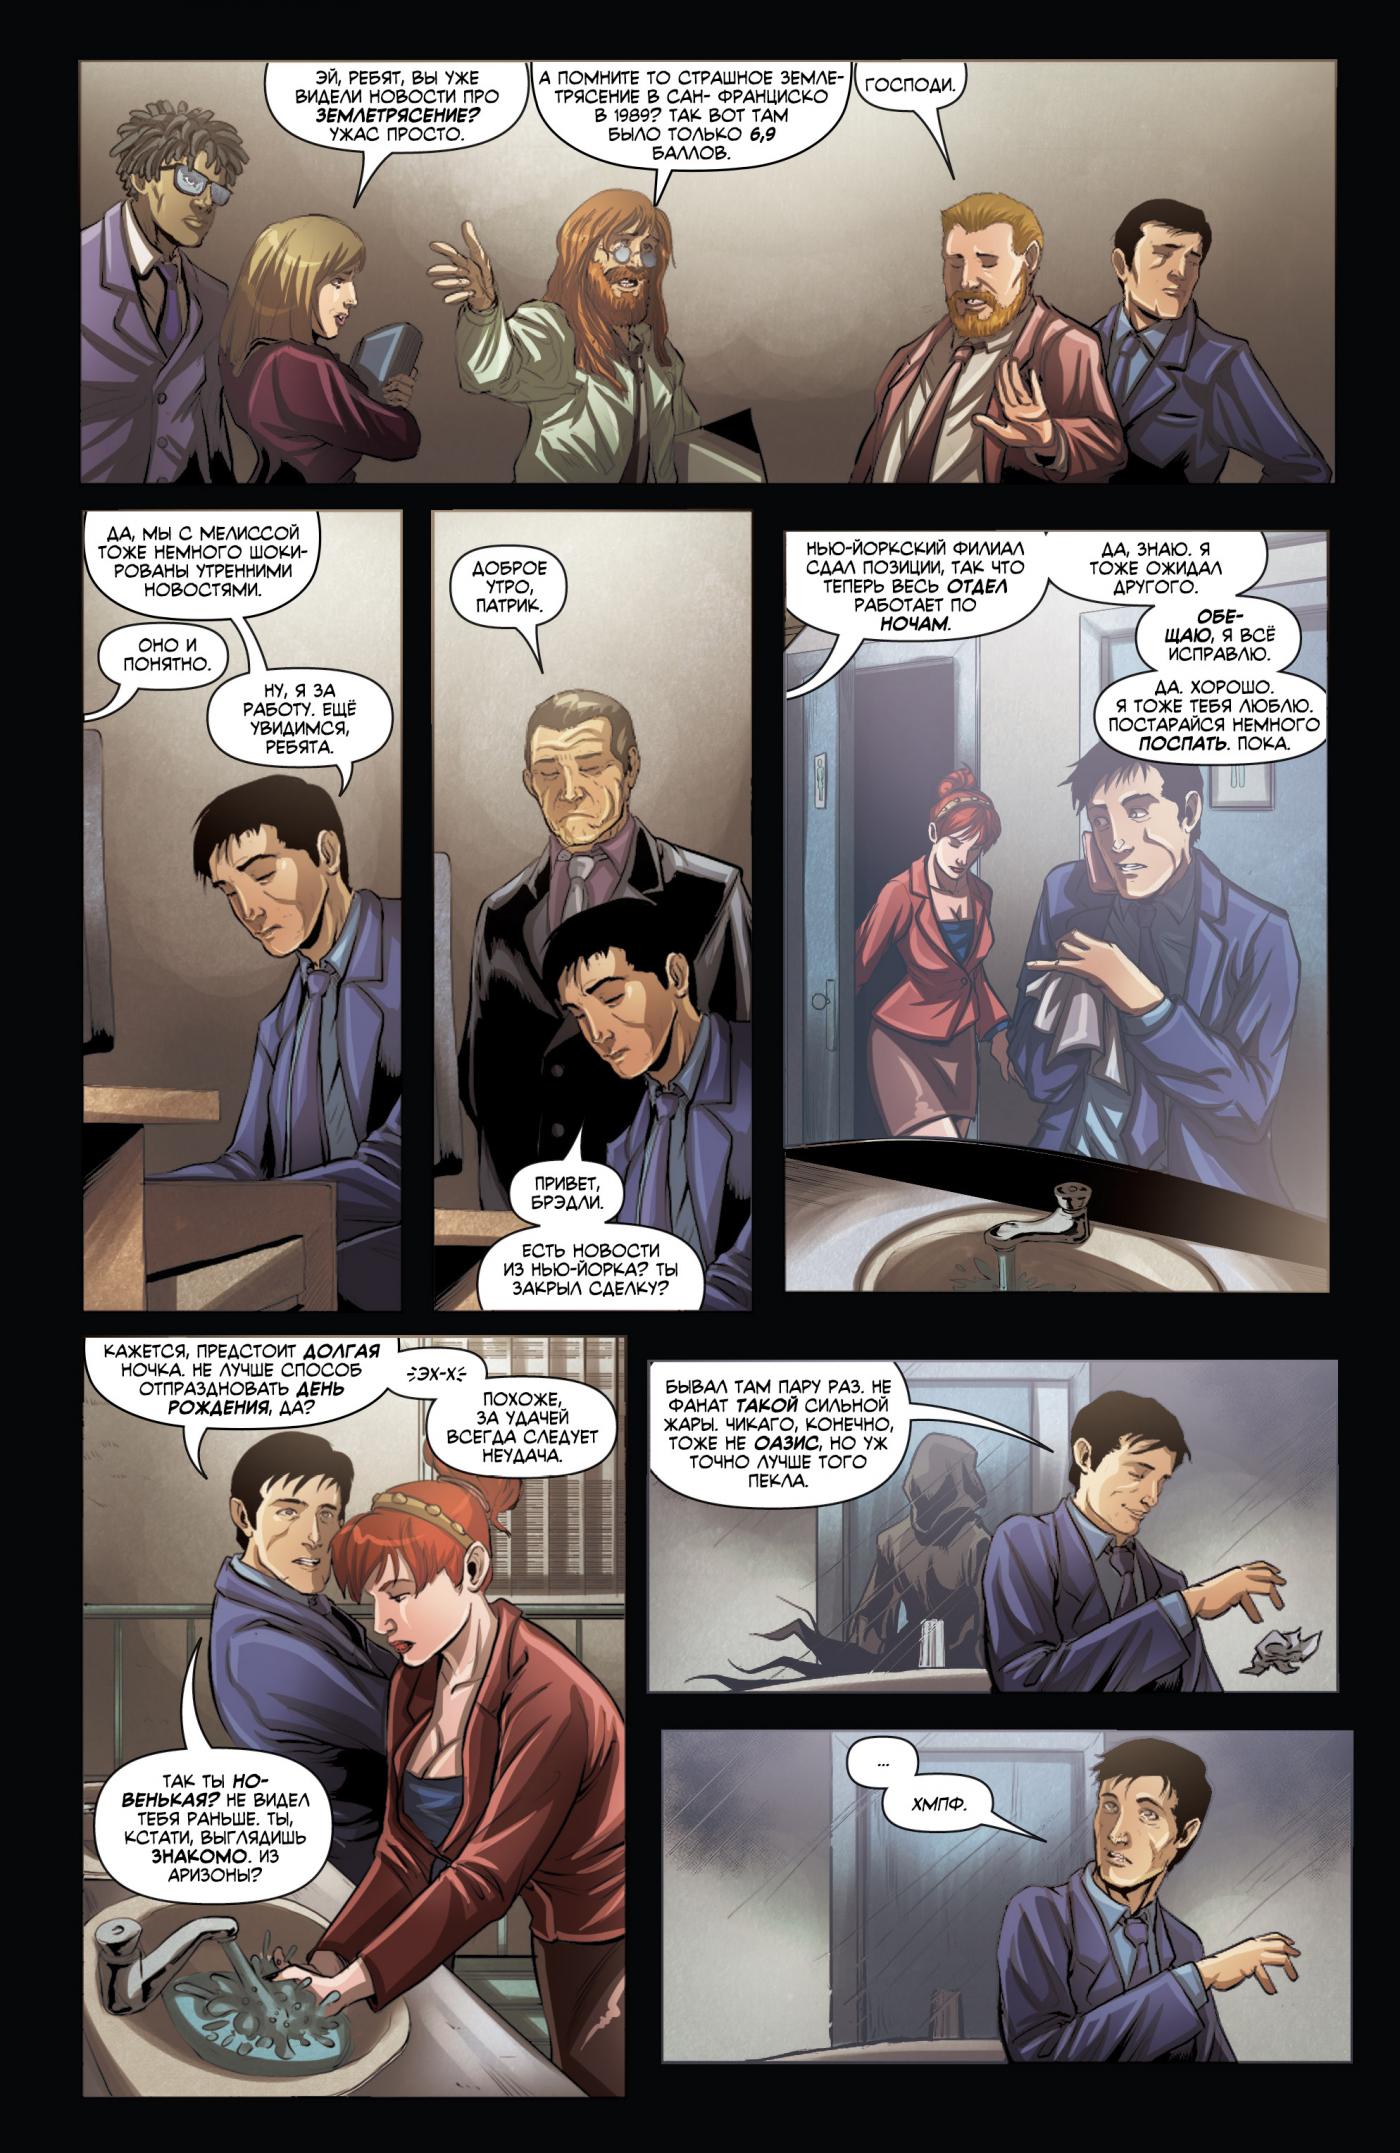 ЭЙ, РЕБЯТ, ВЫ УЖЕ
ВИДЕЛИ НОВОСТИ ПРО
ЗЕМЛЕТРЯСЕНИЕ?
УЖАС ПРОСТО.
А ПОМНИТЕ ТО СТРАШНОЕ ЗЕМЛЕ-
ТРЯСЕНИЕ В САН- ФРАНЦИСКО
В 1989? ТАК ВОТ ТАМ
БЫЛО ТОЛЬКО 6,9
БАЛЛОВ.
ГОСПОДИ.
ДА, МЫ С МЕЛИССОЙ
ТОЖЕ НЕМНОГО ШОКИ-
РОВАНЫ УТРЕННИМИ
НОВОСТЯМИ.
ОНО И
ПОНЯТНО.
НУ, Я ЗА
РАБОТУ. ЕЩЁ
УВИДИМСЯ,
РЕБЯТА.
ДОБРОЕ
УТРО,
ПАТРИК.
ПРИВЕТ,
БРЭДЛИ.
ЕСТЬ НОВОСТИ
ИЗ НЬЮ-ЙОРКА? ТЫ
ЗАКРЫЛ СДЕЛКУ?
НЬЮ-ЙОРКСКИЙ ФИЛИАЛ
СДАЛ ПОЗИЦИИ, ТАК ЧТО
ТЕПЕРЬ ВЕСЬ ОТДЕЛ
РАБОТАЕТ ПО
НОЧАМ.
ДА, ЗНАЮ. Я
ТОЖЕ ОЖИДАЛ
ДРУГОГО.
ОБЕ-
ЩАЮ, Я ВСЁ
ИСПРАВЛЮ.
ДА. ХОРОШО.
Я ТОЖЕ ТЕБЯ ЛЮБЛЮ.
ПОСТАРАЙСЯ НЕМНОГО
ПОСПАТЬ. ПОКА.
КАЖЕТСЯ, ПРЕДСТОИТ ДОЛГАЯ
НОЧКА. НЕ ЛУЧШЕ СПОСОБ
ОТПРАЗДНОВАТЬ ДЕНЬ
РОЖДЕНИЯ, ДА?
ЭХ-Х
ПОХОЖЕ,
ЗА УДАЧЕЙ
ВСЕГДА СЛЕДУЕТ
НЕУДАЧА.
ТАК ТЫ НО-
ВЕНЬКАЯ? НЕ ВИДЕЛ
ТЕБЯ РАНЬШЕ. ТЫ,
КСТАТИ, ВЫГЛЯДИШЬ
ЗНАКОМО. ИЗ
АРИЗОНЫ?
БЫВАЛ ТАМ ПАРУ РАЗ. НЕ
ФАНАТ ТАКОЙ СИЛЬНОЙ
ЖАРЫ. ЧИКАГО, КОНЕЧНО,
ТОЖЕ НЕ ОАЗИС, НО УЖ
ТОЧНО ЛУЧШЕ ТОГО
ПЕКЛА.
...
ХМПФ.